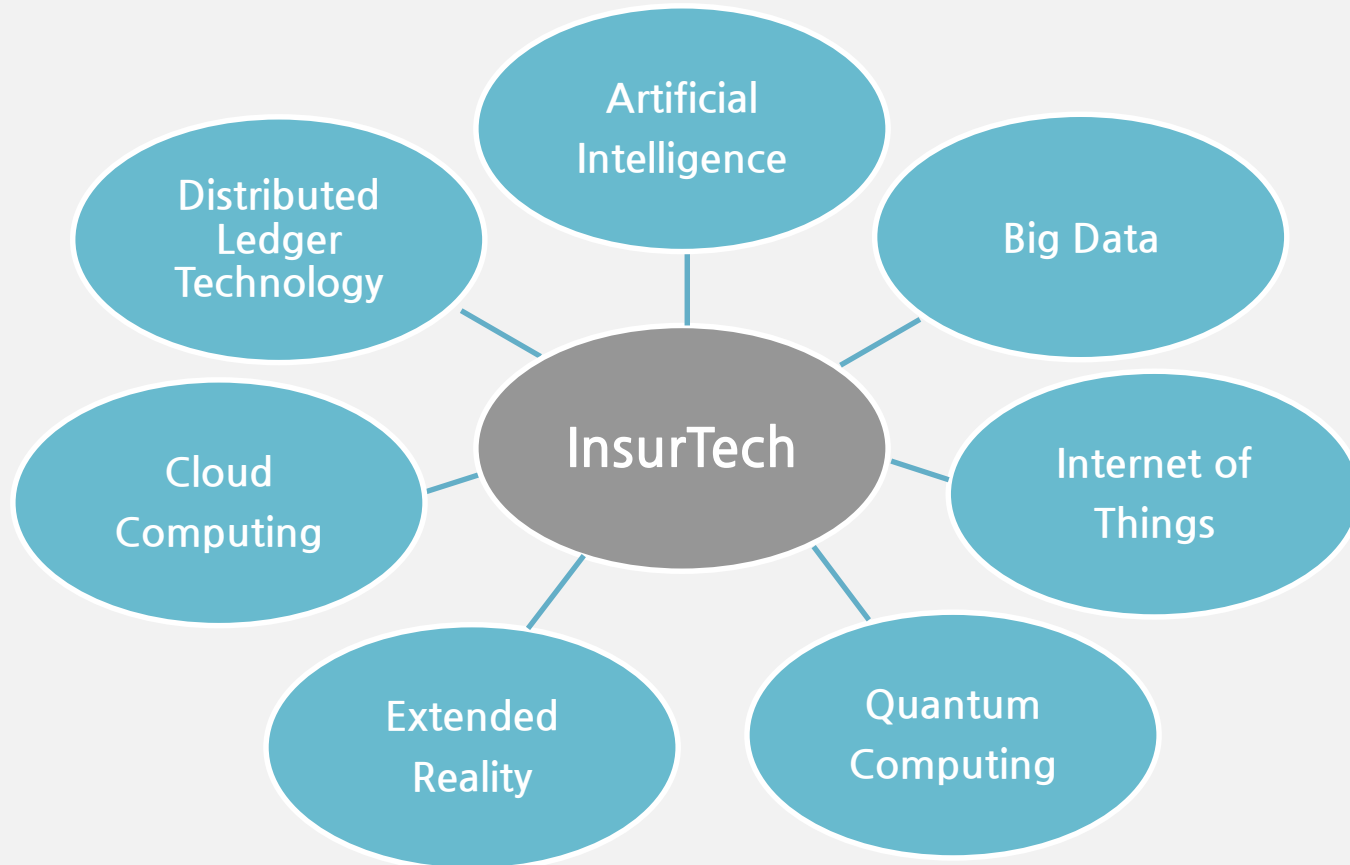 Artificial
Intelligence
Distributed
Ledger
Technology
Big Data
InsurTech
Cloud
Computing
Internet of
Things
Extended
Reality
Quantum
Computing